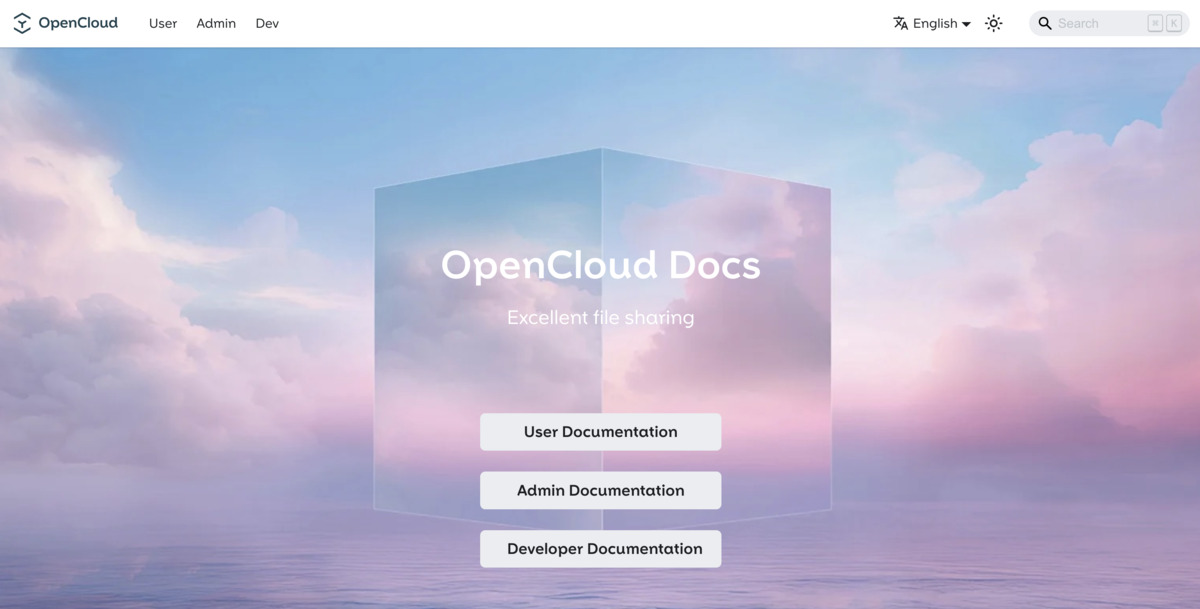 OpenCloud User Admin Dev English Search ⌘ K
OpenCloud Docs
Excellent file sharing
User Documentation
Admin Documentation
Developer Documentation